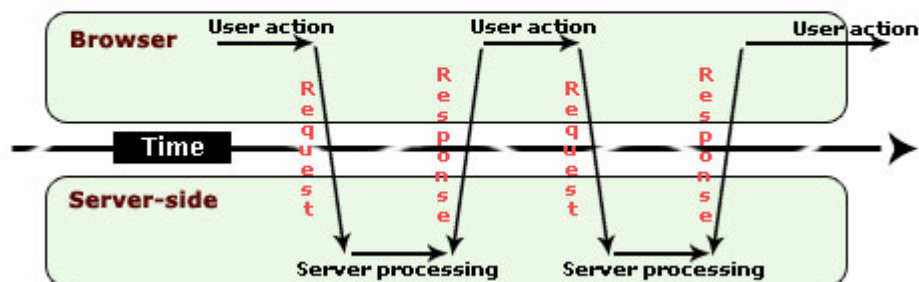 User action
User action
User action
Browser
Request
Response
Request
Response
Time
Server-side
Server processing
Server processing